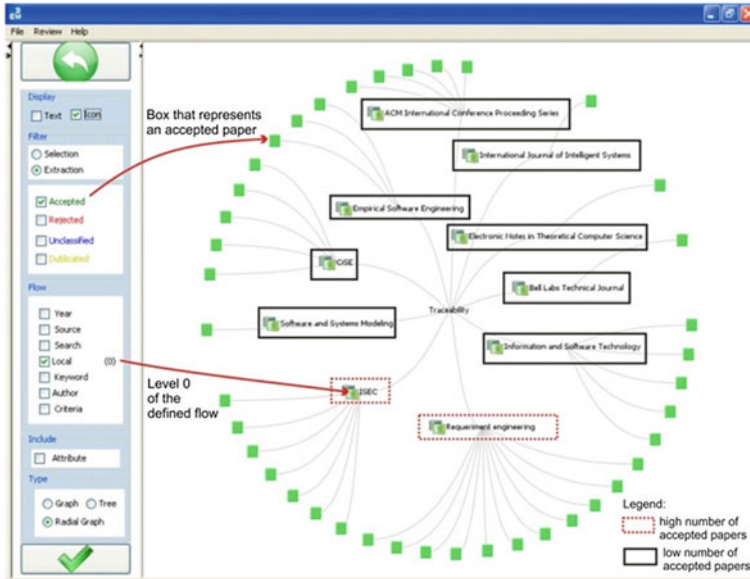 File Review Help
Display
Text Icon
Filter
Selection
Extraction
Accepted
Rejected
Unclassified
Dublicated
Flow
Year
Source
Search
Local (0)
Keyword
Author
Criteria
Include
Attribute
Type
Graph Tree
Radial Graph
Box that represents
an accepted paper
Level 0
of the
defined flow
ACM International Conference Proceeding Series
International Journal of Intelligent Systems
Empirical Software Engineering
Electronic Notes in Theoretical Computer Science
CiSE
Bell Labs Technical Journal
Traceability
Software and Systems Modeling
Information and Software Technology
ISEC
Requeriment engineering
Legend:
high number of
accepted papers
low number of
accepted papers